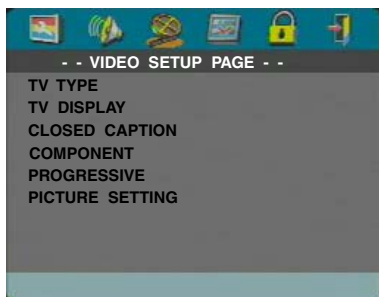 - - VIDEO SETUP PAGE - -
TV TYPE
TV DISPLAY
CLOSED CAPTION
COMPONENT
PROGRESSIVE
PICTURE SETTING